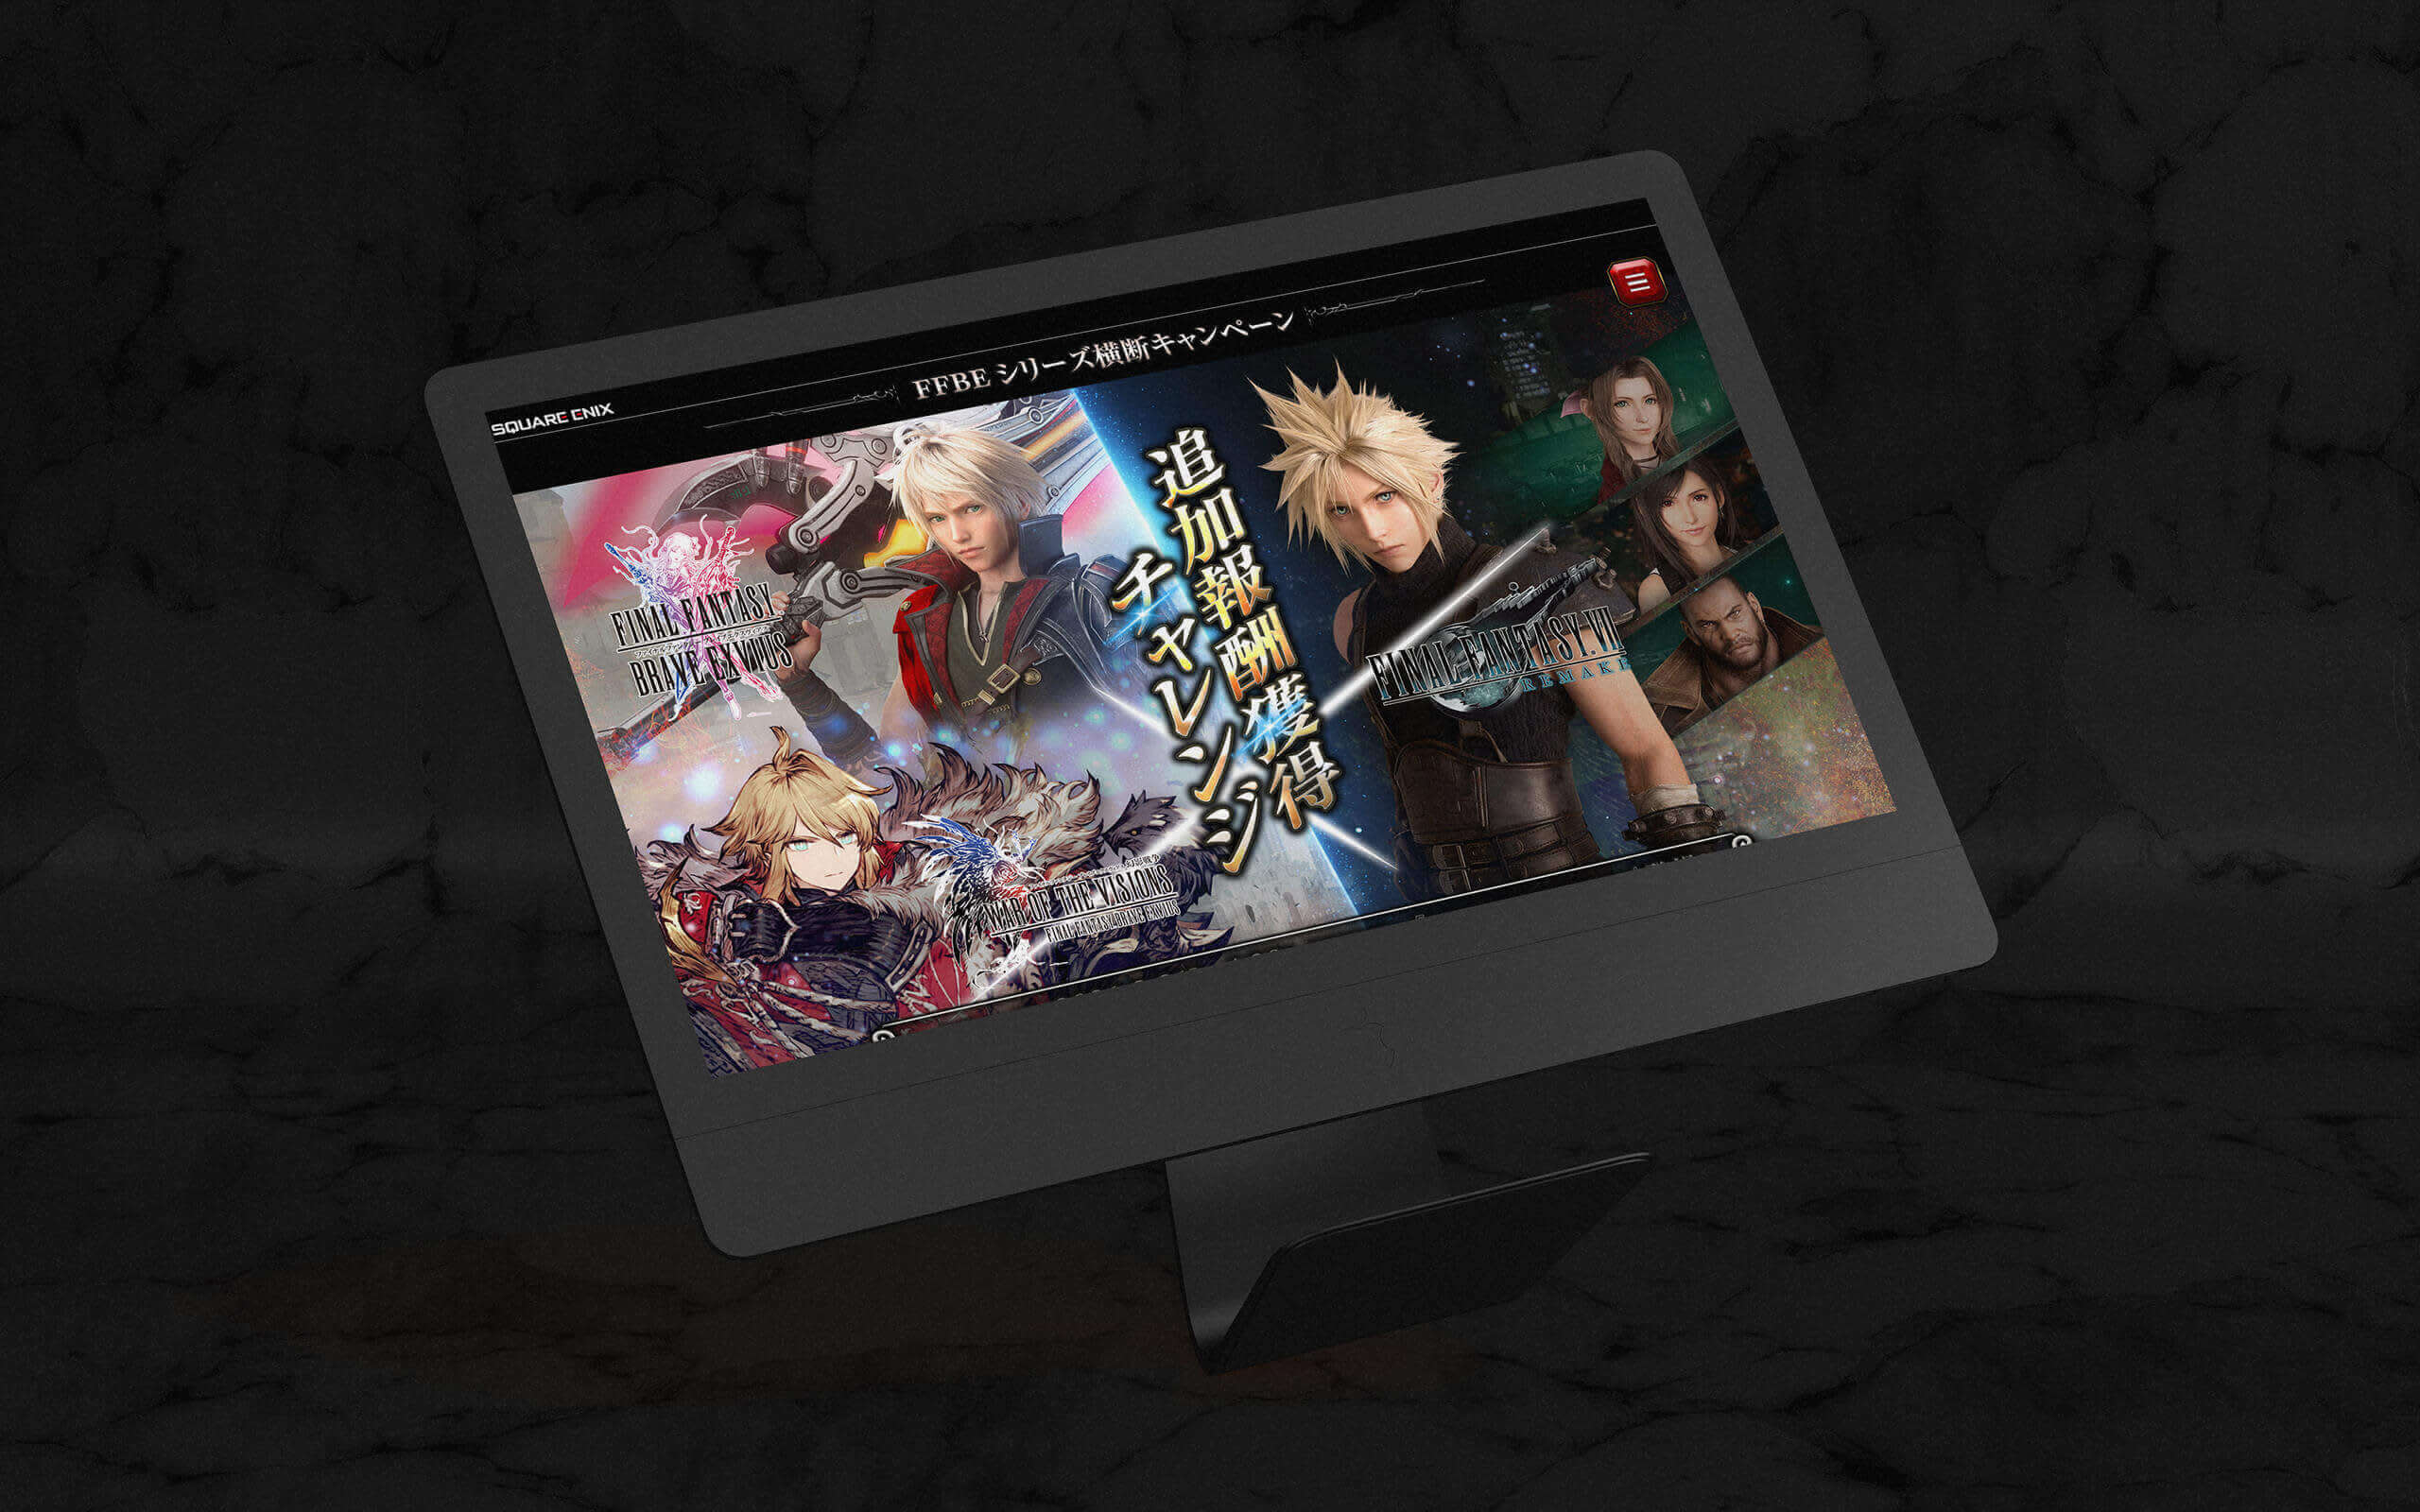 SQUARE ENIX
FFBE シリーズ横断キャンペーン
FINAL FANTASY
BRAVE EXVIUS
追加報酬獲得
チャレンジ
FINAL FANTASY VII
REMAKE
WAR OF THE VISIONS
FINAL FANTASY BRAVE EXVIUS